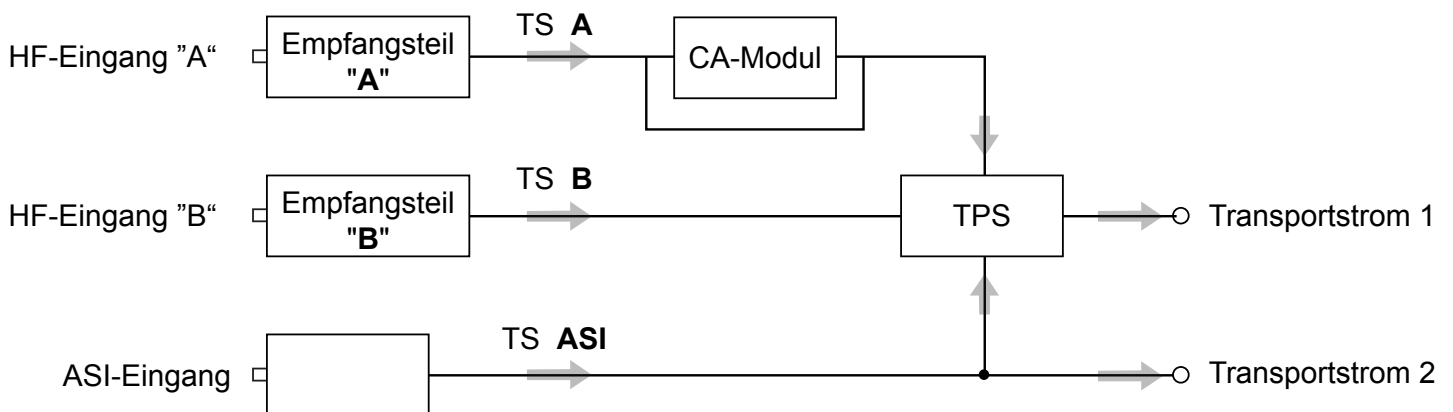 TS A
HF-Eingang ”A“
Empfangsteil
"A"
CA-Modul
TS B
HF-Eingang ”B“
Empfangsteil
"B"
TPS
Transportstrom 1
TS ASI
ASI-Eingang
Transportstrom 2